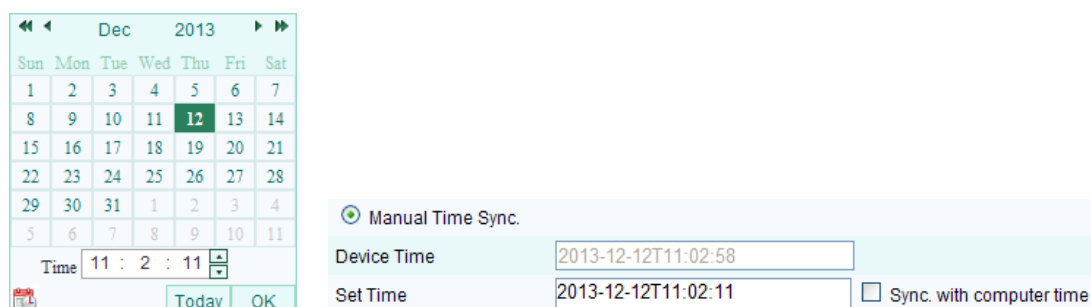 Dec 2013
Sun Mon Tue Wed Thu Fri Sat
1 2 3 4 5 6 7
8 9 10 11 12 13 14
15 16 17 18 19 20 21
22 23 24 25 26 27 28
29 30 31 1 2 3 4
5 6 7 8 9 10 11
Time 11 : 2 : 11
Today OK
Manual Time Sync.
Device Time 2013-12-12T11:02:58
Set Time 2013-12-12T11:02:11 Sync. with computer time